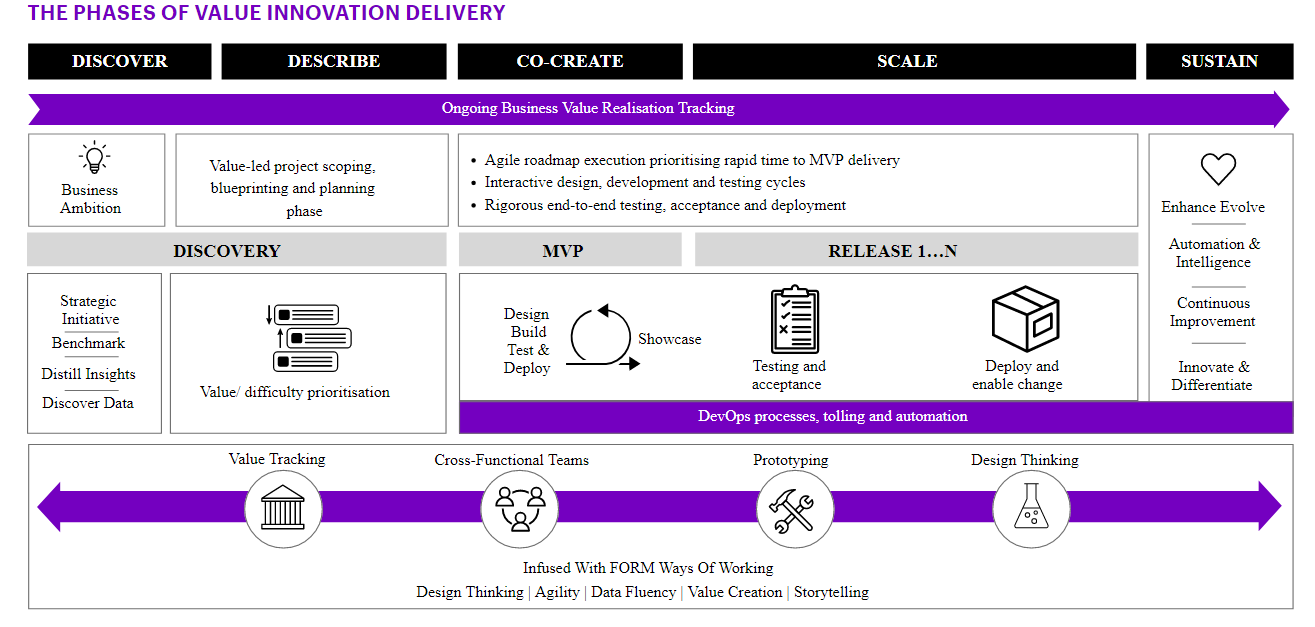 THE PHASES OF VALUE INNOVATION DELIVERY
DISCOVER
DESCRIBE
CO-CREATE
SCALE
SUSTAIN
Ongoing Business Value Realisation Tracking
Business
Ambition
Value-led project scoping,
blueprinting and planning
phase
• Agile roadmap execution prioritising rapid time to MVP delivery
• Interactive design, development and testing cycles
• Rigorous end-to-end testing, acceptance and deployment
Enhance Evolve
Automation &
Intelligence
Continuous
Improvement
Innovate &
Differentiate
DISCOVERY
MVP
RELEASE 1…N
Strategic
Initiative
Benchmark
Distill Insights
Discover Data
Value/ difficulty prioritisation
Design
Build
Test &
Deploy
Showcase
Testing and
acceptance
Deploy and
enable change
DevOps processes, tolling and automation
Value Tracking
Cross-Functional Teams
Prototyping
Design Thinking
Infused With FORM Ways Of Working
Design Thinking | Agility | Data Fluency | Value Creation | Storytelling